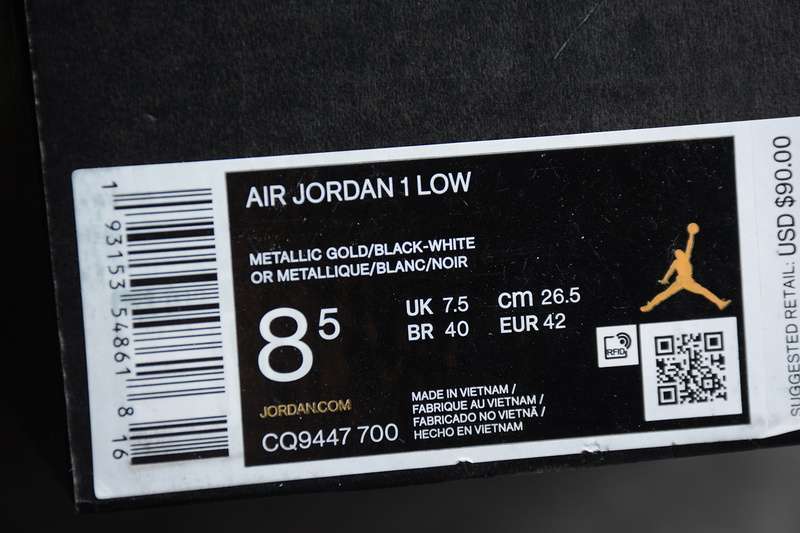 1 93153 54861 8 16
AIR JORDAN 1 LOW
METALLIC GOLD/BLACK-WHITE
OR METALLIQUE/BLANC/NOIR
8 5
UK 7.5 cm 26.5
BR 40 EUR 42
RFID
JORDAN.COM
CQ9447 700
MADE IN VIETNAM /
FABRIQUE AU VIETNAM /
FABRICADO NO VIETNÃ /
HECHO EN VIETNAM
SUGGESTED RETAIL: USD $90.00